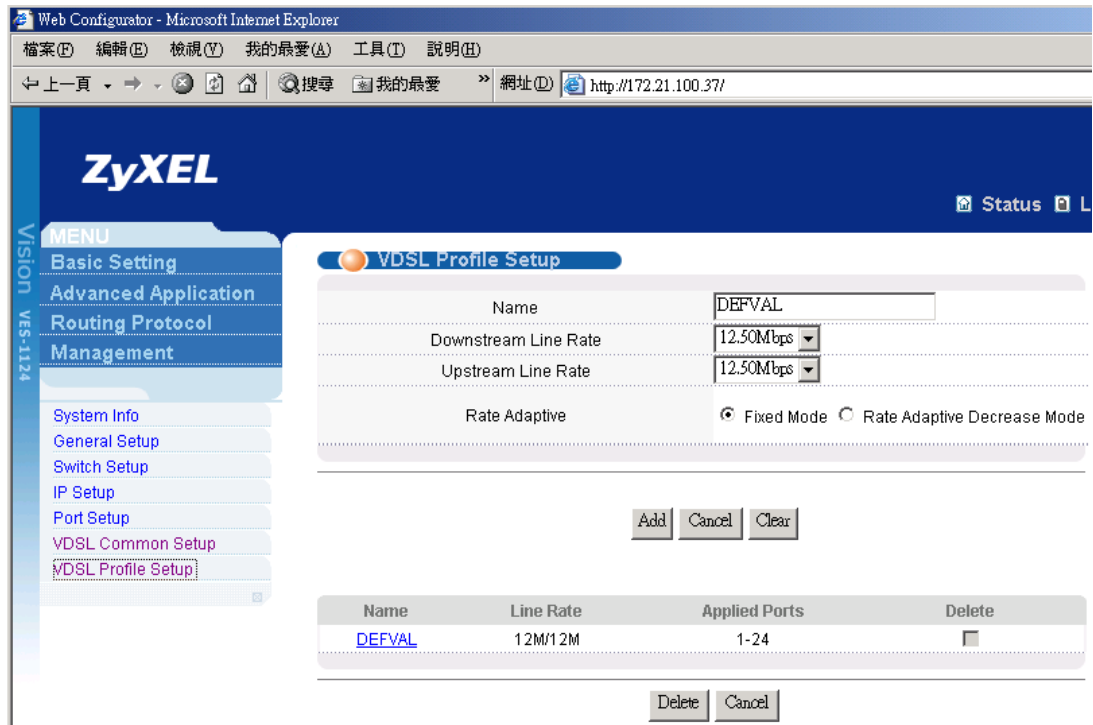 Web Configurator - Microsoft Internet Explorer
檔案(F) 編輯(E) 檢視(V) 我的最愛(A) 工具(T) 說明(H)
上一頁 搜尋 我的最愛 » 網址(D) http://172.21.100.37/
ZyXEL
Status L
Vision VES-1124
MENU
Basic Setting
Advanced Application
Routing Protocol
Management
System Info
General Setup
Switch Setup
IP Setup
Port Setup
VDSL Common Setup
VDSL Profile Setup
VDSL Profile Setup
Name DEFVAL
Downstream Line Rate 12.50Mbps
Upstream Line Rate 12.50Mbps
Rate Adaptive Fixed Mode Rate Adaptive Decrease Mode
Add Cancel Clear
Name Line Rate Applied Ports Delete
DEFVAL 12M/12M 1-24
Delete Cancel